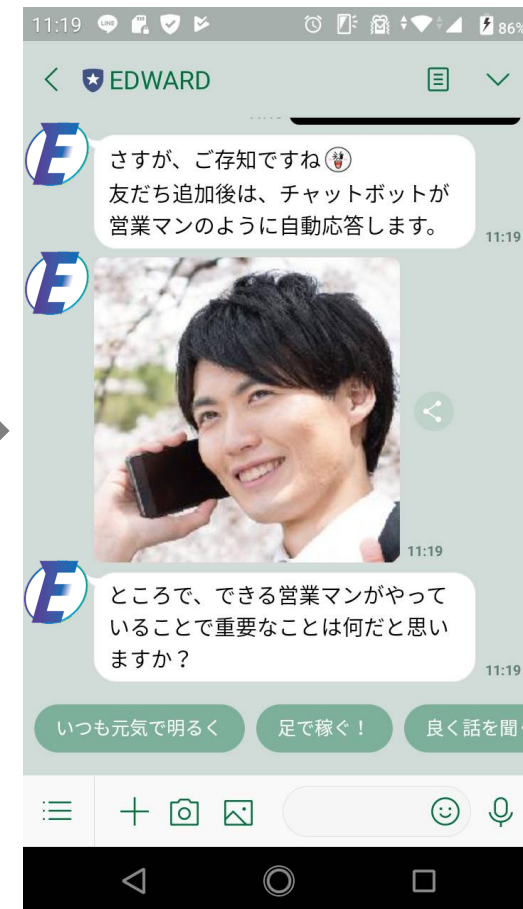 11:19
LINE
86%
EDWARD
さすが、ご存知ですね
友だち追加後は、チャットボットが
営業マンのように自動応答します。
11:19
11:19
ところで、できる営業マンがやって
いることで重要なことは何だと思い
ますか？
11:19
いつも元気で明るく
足で稼ぐ！
良く話を聞く